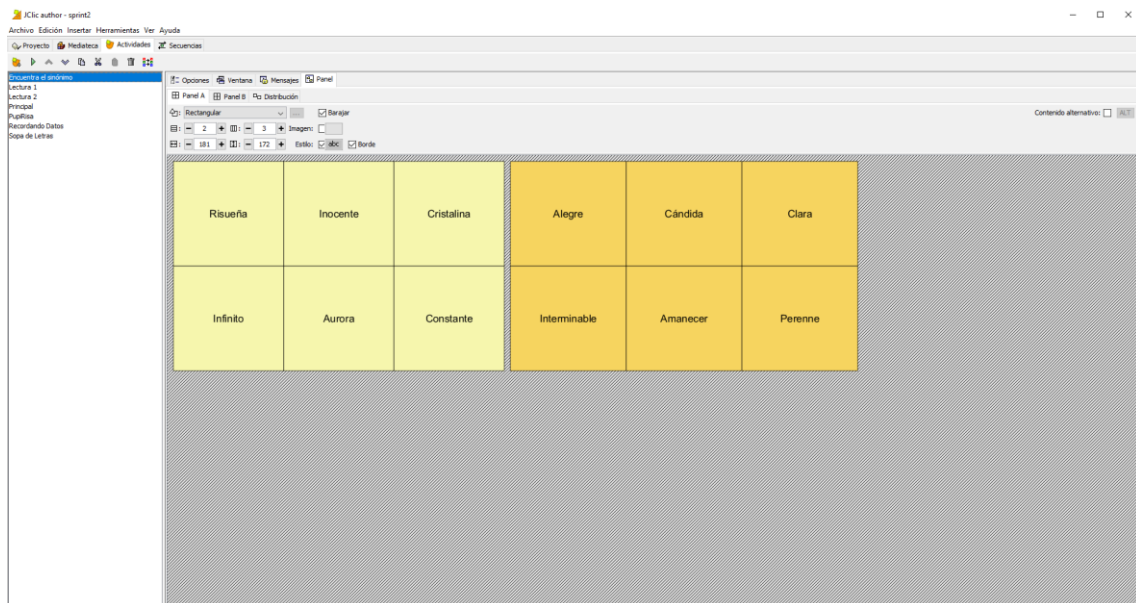 JClic author - sprint2
Archivo Edición Insertar Herramientas Ver Ayuda
Proyecto Mediateca Actividades Secuencias
Encuentra el sinónimo
Lectura 1
Lectura 2
Principal
PupiRisa
Recordando Datos
Sopa de Letras
Opciones Ventana Mensajes Panel
Panel A Panel B Distribución
Rectangular ... Barajar Contenido alternativo: ALT
2 3 Imagen:
181 172 Estilo: abc Borde
Risueña Inocente Cristalina Alegre Cándida Clara
Infinito Aurora Constante Interminable Amanecer Perenne